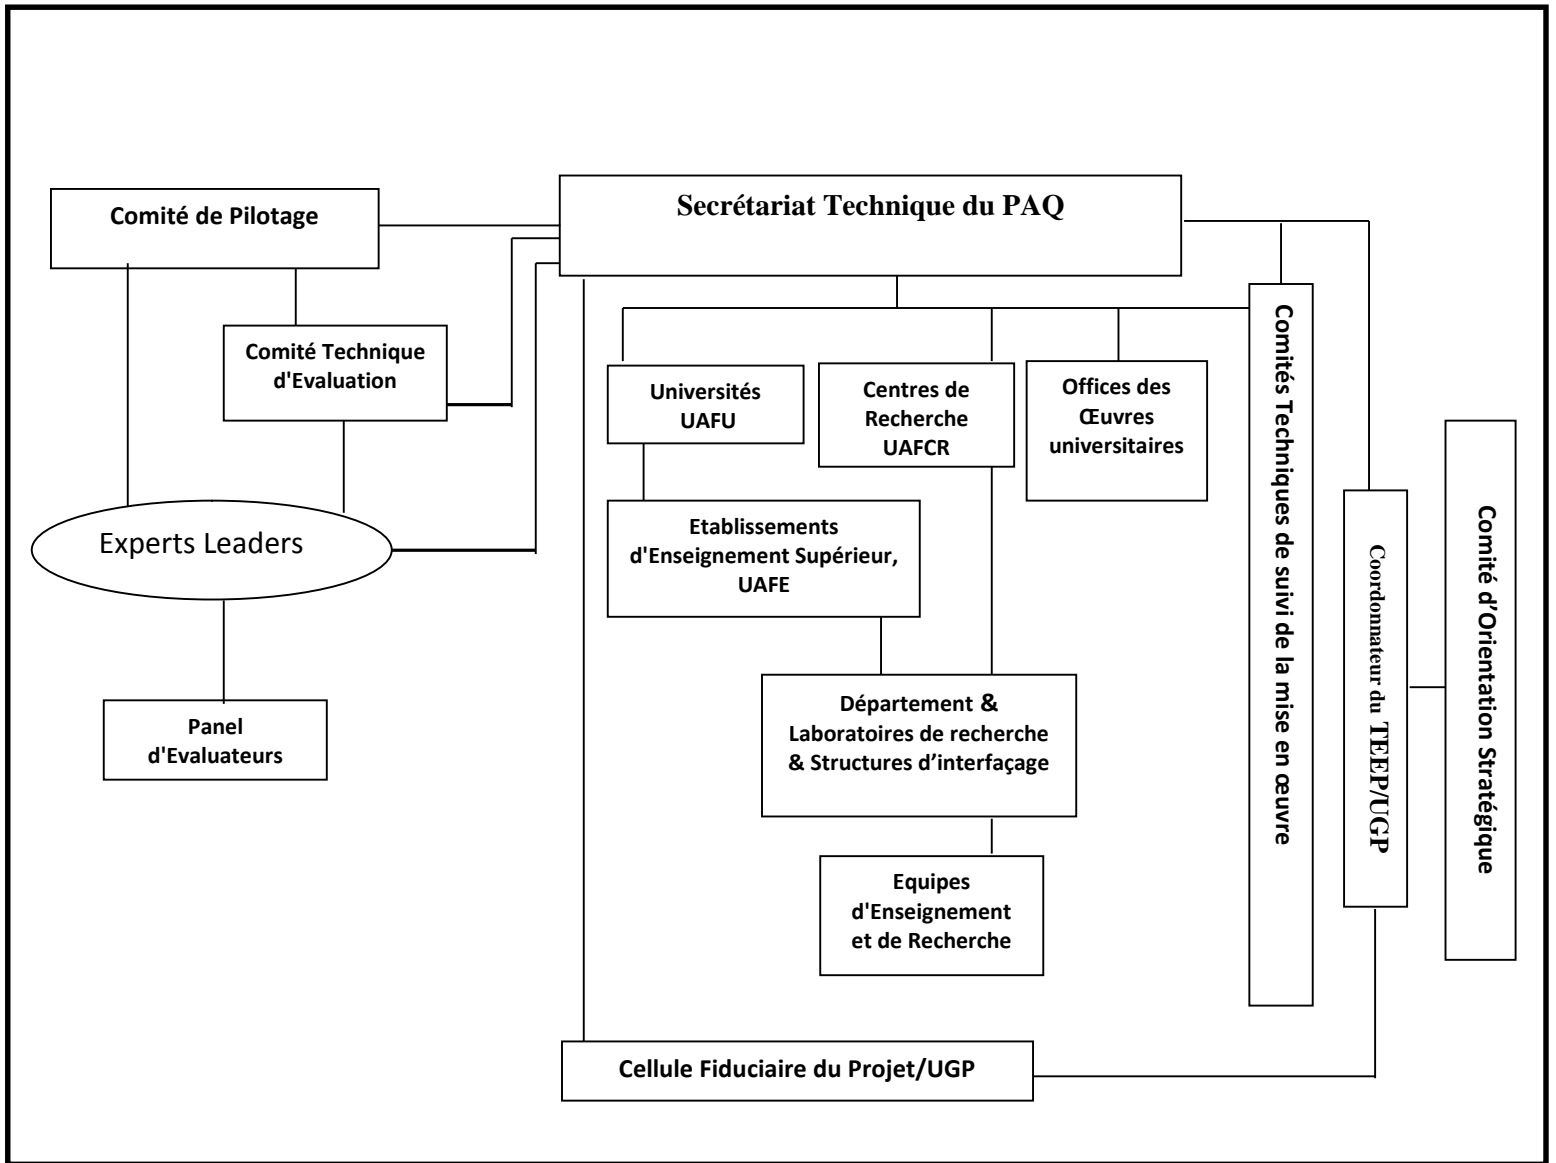 Secrétariat Technique du PAQ
Comité de Pilotage
Comité Technique
d'Evaluation
Experts Leaders
Panel
d'Evaluateurs
Universités
UAFU
Centres de
Recherche
UAFCR
Offices des
Œuvres
universitaires
Etablissements
d'Enseignement Supérieur,
UAFE
Département &
Laboratoires de recherche
& Structures d’interfaçage
Equipes
d'Enseignement
et de Recherche
Cellule Fiduciaire du Projet/UGP
Comités Techniques de suivi de la mise en œuvre
Coordonnateur du TEEP/UGP
Comité d’Orientation Stratégique